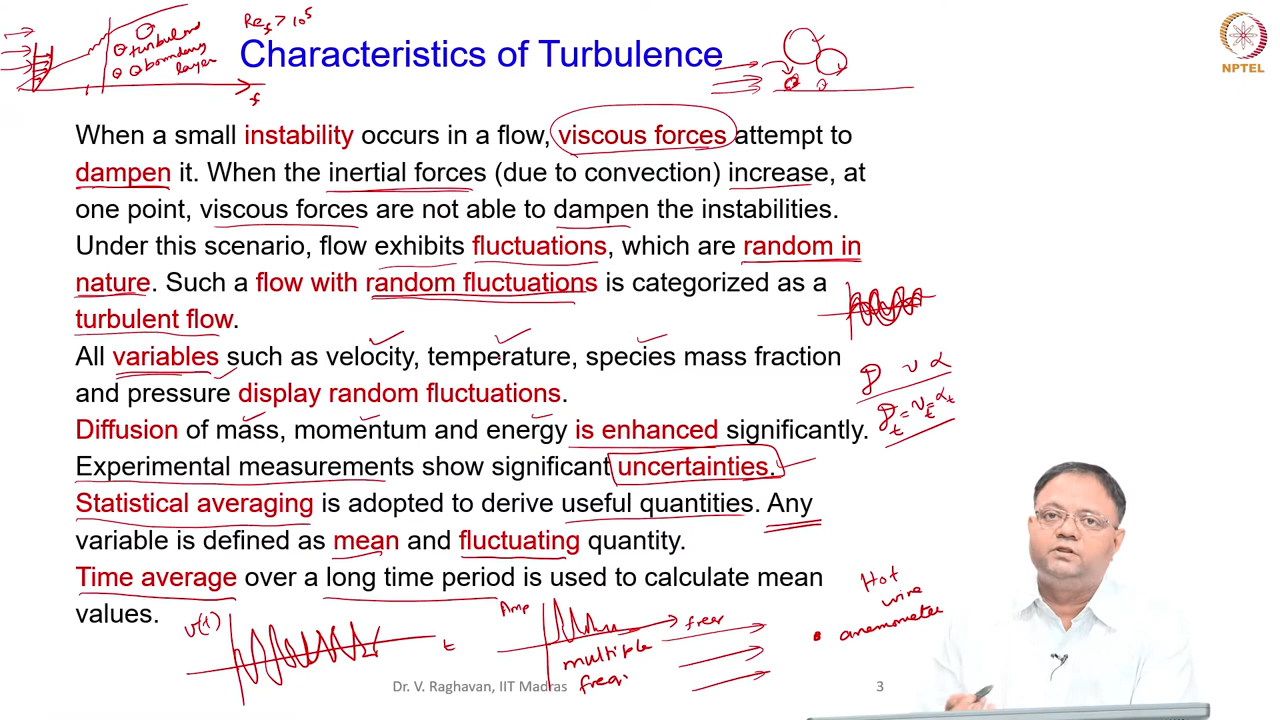 Re_f > 10^5
turbulent
boundary
layer
f
Characteristics of Turbulence
NPTEL
When a small instability occurs in a flow, viscous forces attempt to
dampen it. When the inertial forces (due to convection) increase, at
one point, viscous forces are not able to dampen the instabilities.
Under this scenario, flow exhibits fluctuations, which are random in
nature. Such a flow with random fluctuations is categorized as a
turbulent flow.
All variables such as velocity, temperature, species mass fraction
and pressure display random fluctuations.
ν α
Diffusion of mass, momentum and energy is enhanced significantly.
Experimental measurements show significant uncertainties.
Statistical averaging is adopted to derive useful quantities. Any
variable is defined as mean and fluctuating quantity.
Time average over a long time period is used to calculate mean
values.
v(t)
t
Amp
freq
multiple
freq.
Hot
wire
anemometer
Dr. V. Raghavan, IIT Madras
3